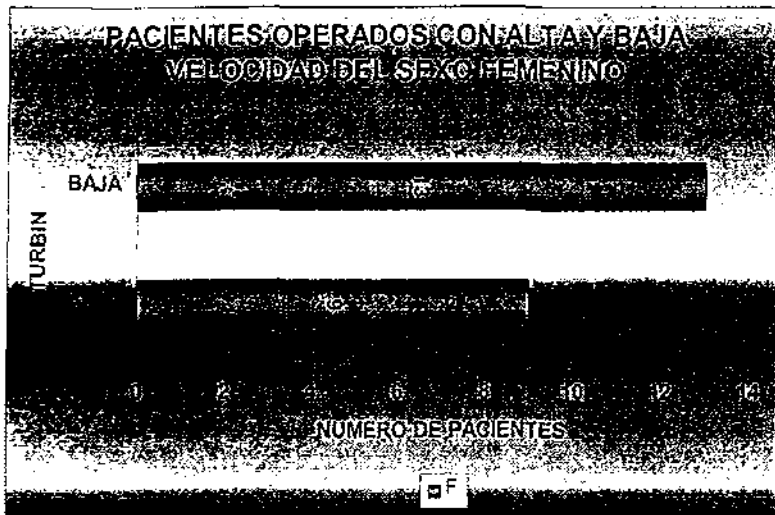 PACIENTES OPERADOS CON ALTA Y BAJA
VELOCIDAD DEL SEXO FEMENINO
BAJA
TURBIN
0 2 4 6 8 10 12 14
NUMERO DE PACIENTES
F